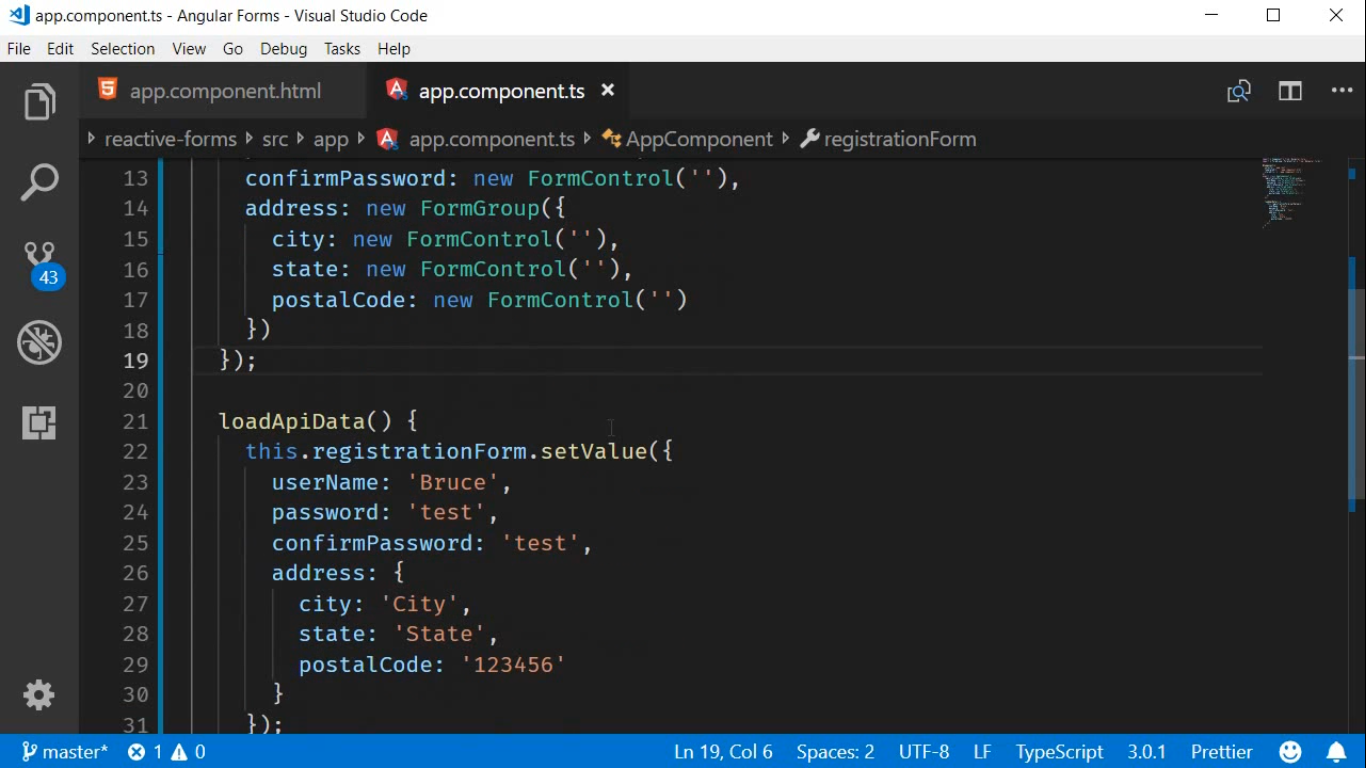 app.component.ts - Angular Forms - Visual Studio Code
File Edit Selection View Go Debug Tasks Help
app.component.html app.component.ts
reactive-forms src app app.component.ts AppComponent registrationForm
13 confirmPassword: new FormControl(''),
14 address: new FormGroup({
15 city: new FormControl(''),
16 state: new FormControl(''),
17 postalCode: new FormControl('')
18 })
19 });
20
21 loadApiData() {
22 this.registrationForm.setValue({
23 userName: 'Bruce',
24 password: 'test',
25 confirmPassword: 'test',
26 address: {
27 city: 'City',
28 state: 'State',
29 postalCode: '123456'
30 }
31 });
43
master* 1 0 Ln 19, Col 6 Spaces: 2 UTF-8 LF TypeScript 3.0.1 Prettier